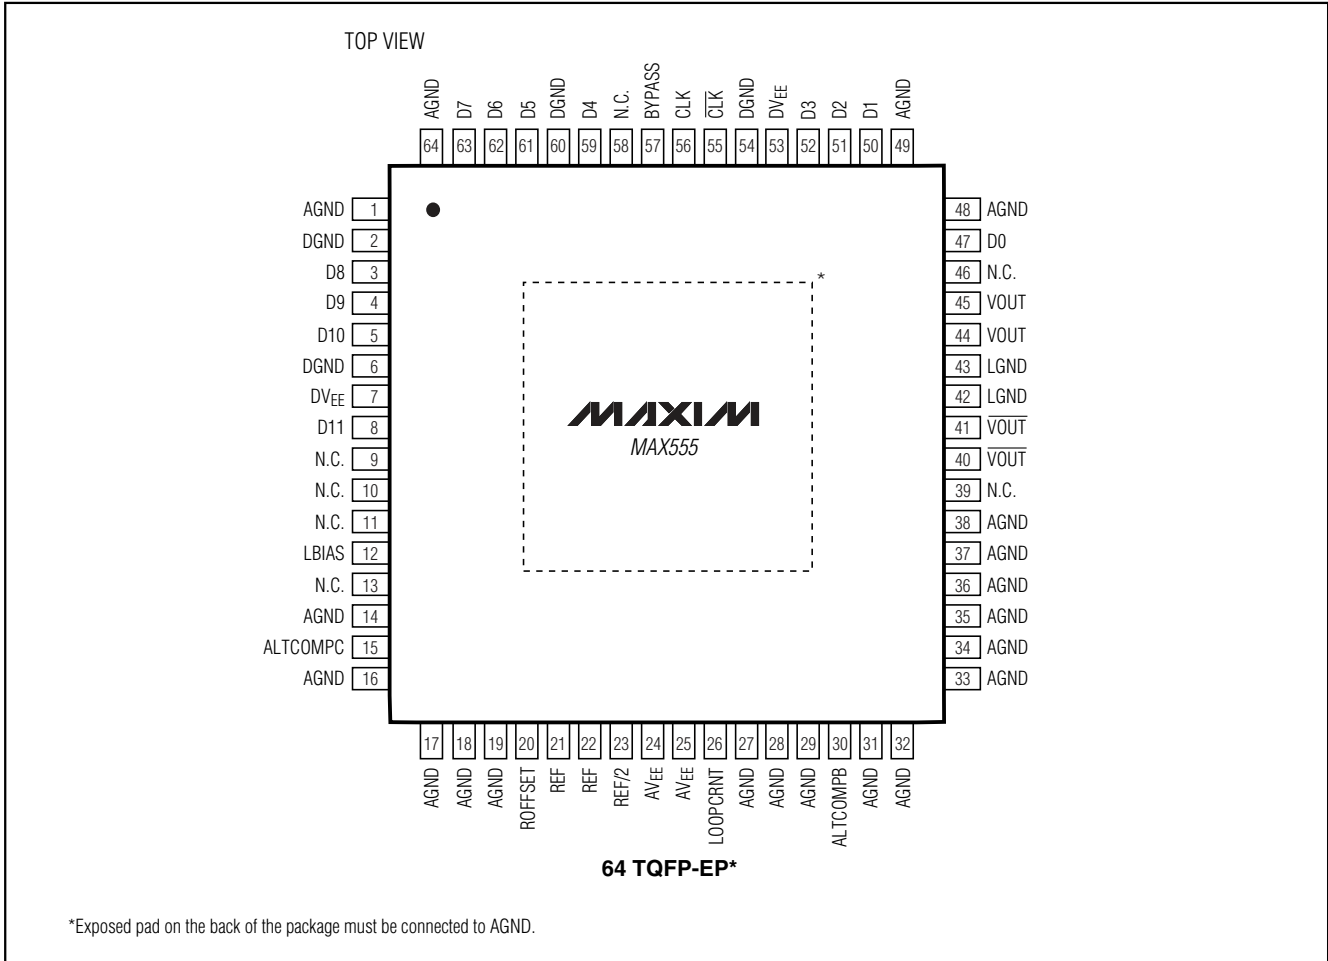 TOP VIEW
AGND D7 D6 D5 DGND D4 N.C. BYPASS CLK C̅L̅K̅ DGND DVEE D3 D2 D1 AGND
64 63 62 61 60 59 58 57 56 55 54 53 52 51 50 49
AGND 1
DGND 2
D8 3
D9 4
D10 5
DGND 6
DVEE 7
D11 8
N.C. 9
N.C. 10
N.C. 11
LBIAS 12
N.C. 13
AGND 14
ALTCOMPC 15
AGND 16
*
MAXIM
MAX555
48 AGND
47 D0
46 N.C.
45 VOUT
44 VOUT
43 LGND
42 LGND
41 V̅O̅U̅T̅
40 V̅O̅U̅T̅
39 N.C.
38 AGND
37 AGND
36 AGND
35 AGND
34 AGND
33 AGND
17 18 19 20 21 22 23 24 25 26 27 28 29 30 31 32
AGND AGND AGND ROFFSET REF REF REF/2 AVEE AVEE LOOPCRNT AGND AGND AGND ALTCOMPB AGND AGND
64 TQFP-EP*
*Exposed pad on the back of the package must be connected to AGND.